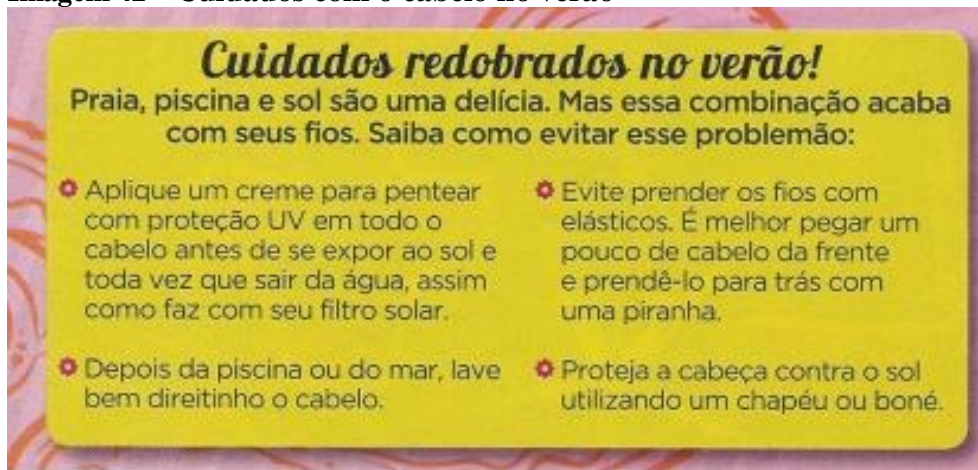 Cuidados redobrados no verão!
Praia, piscina e sol são uma delícia. Mas essa combinação acaba
com seus fios. Saiba como evitar esse problemão:
Aplique um creme para pentear
com proteção UV em todo o
cabelo antes de se expor ao sol e
toda vez que sair da água, assim
como faz com seu filtro solar.
Depois da piscina ou do mar, lave
bem direitinho o cabelo.
Evite prender os fios com
elásticos. É melhor pegar um
pouco de cabelo da frente
e prendê-lo para trás com
uma piranha.
Proteja a cabeça contra o sol
utilizando um chapéu ou boné.